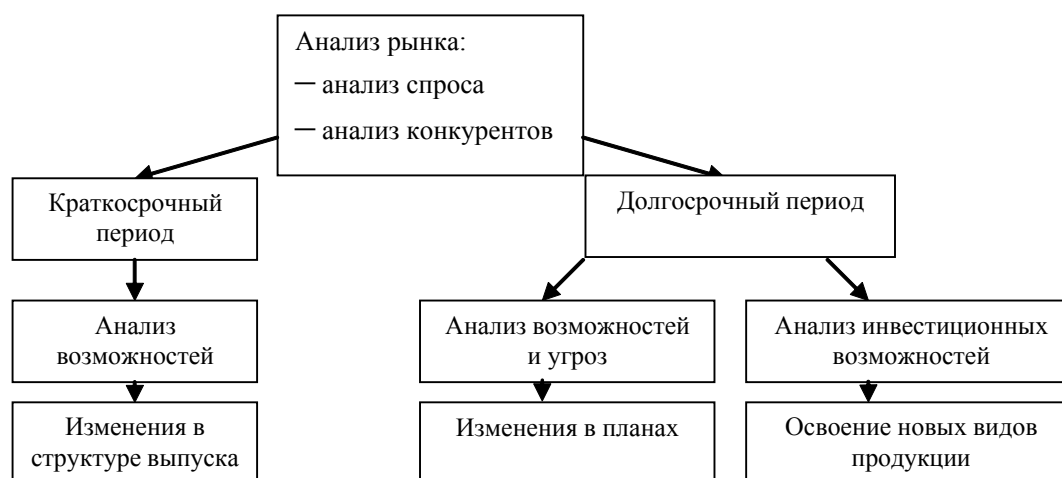 Анализ рынка:
— анализ спроса
— анализ конкурентов
Краткосрочный
период
Долгосрочный период
Анализ
возможностей
Анализ возможностей
и угроз
Анализ инвестиционных
возможностей
Изменения в
структуре выпуска
Изменения в планах
Освоение новых видов
продукции